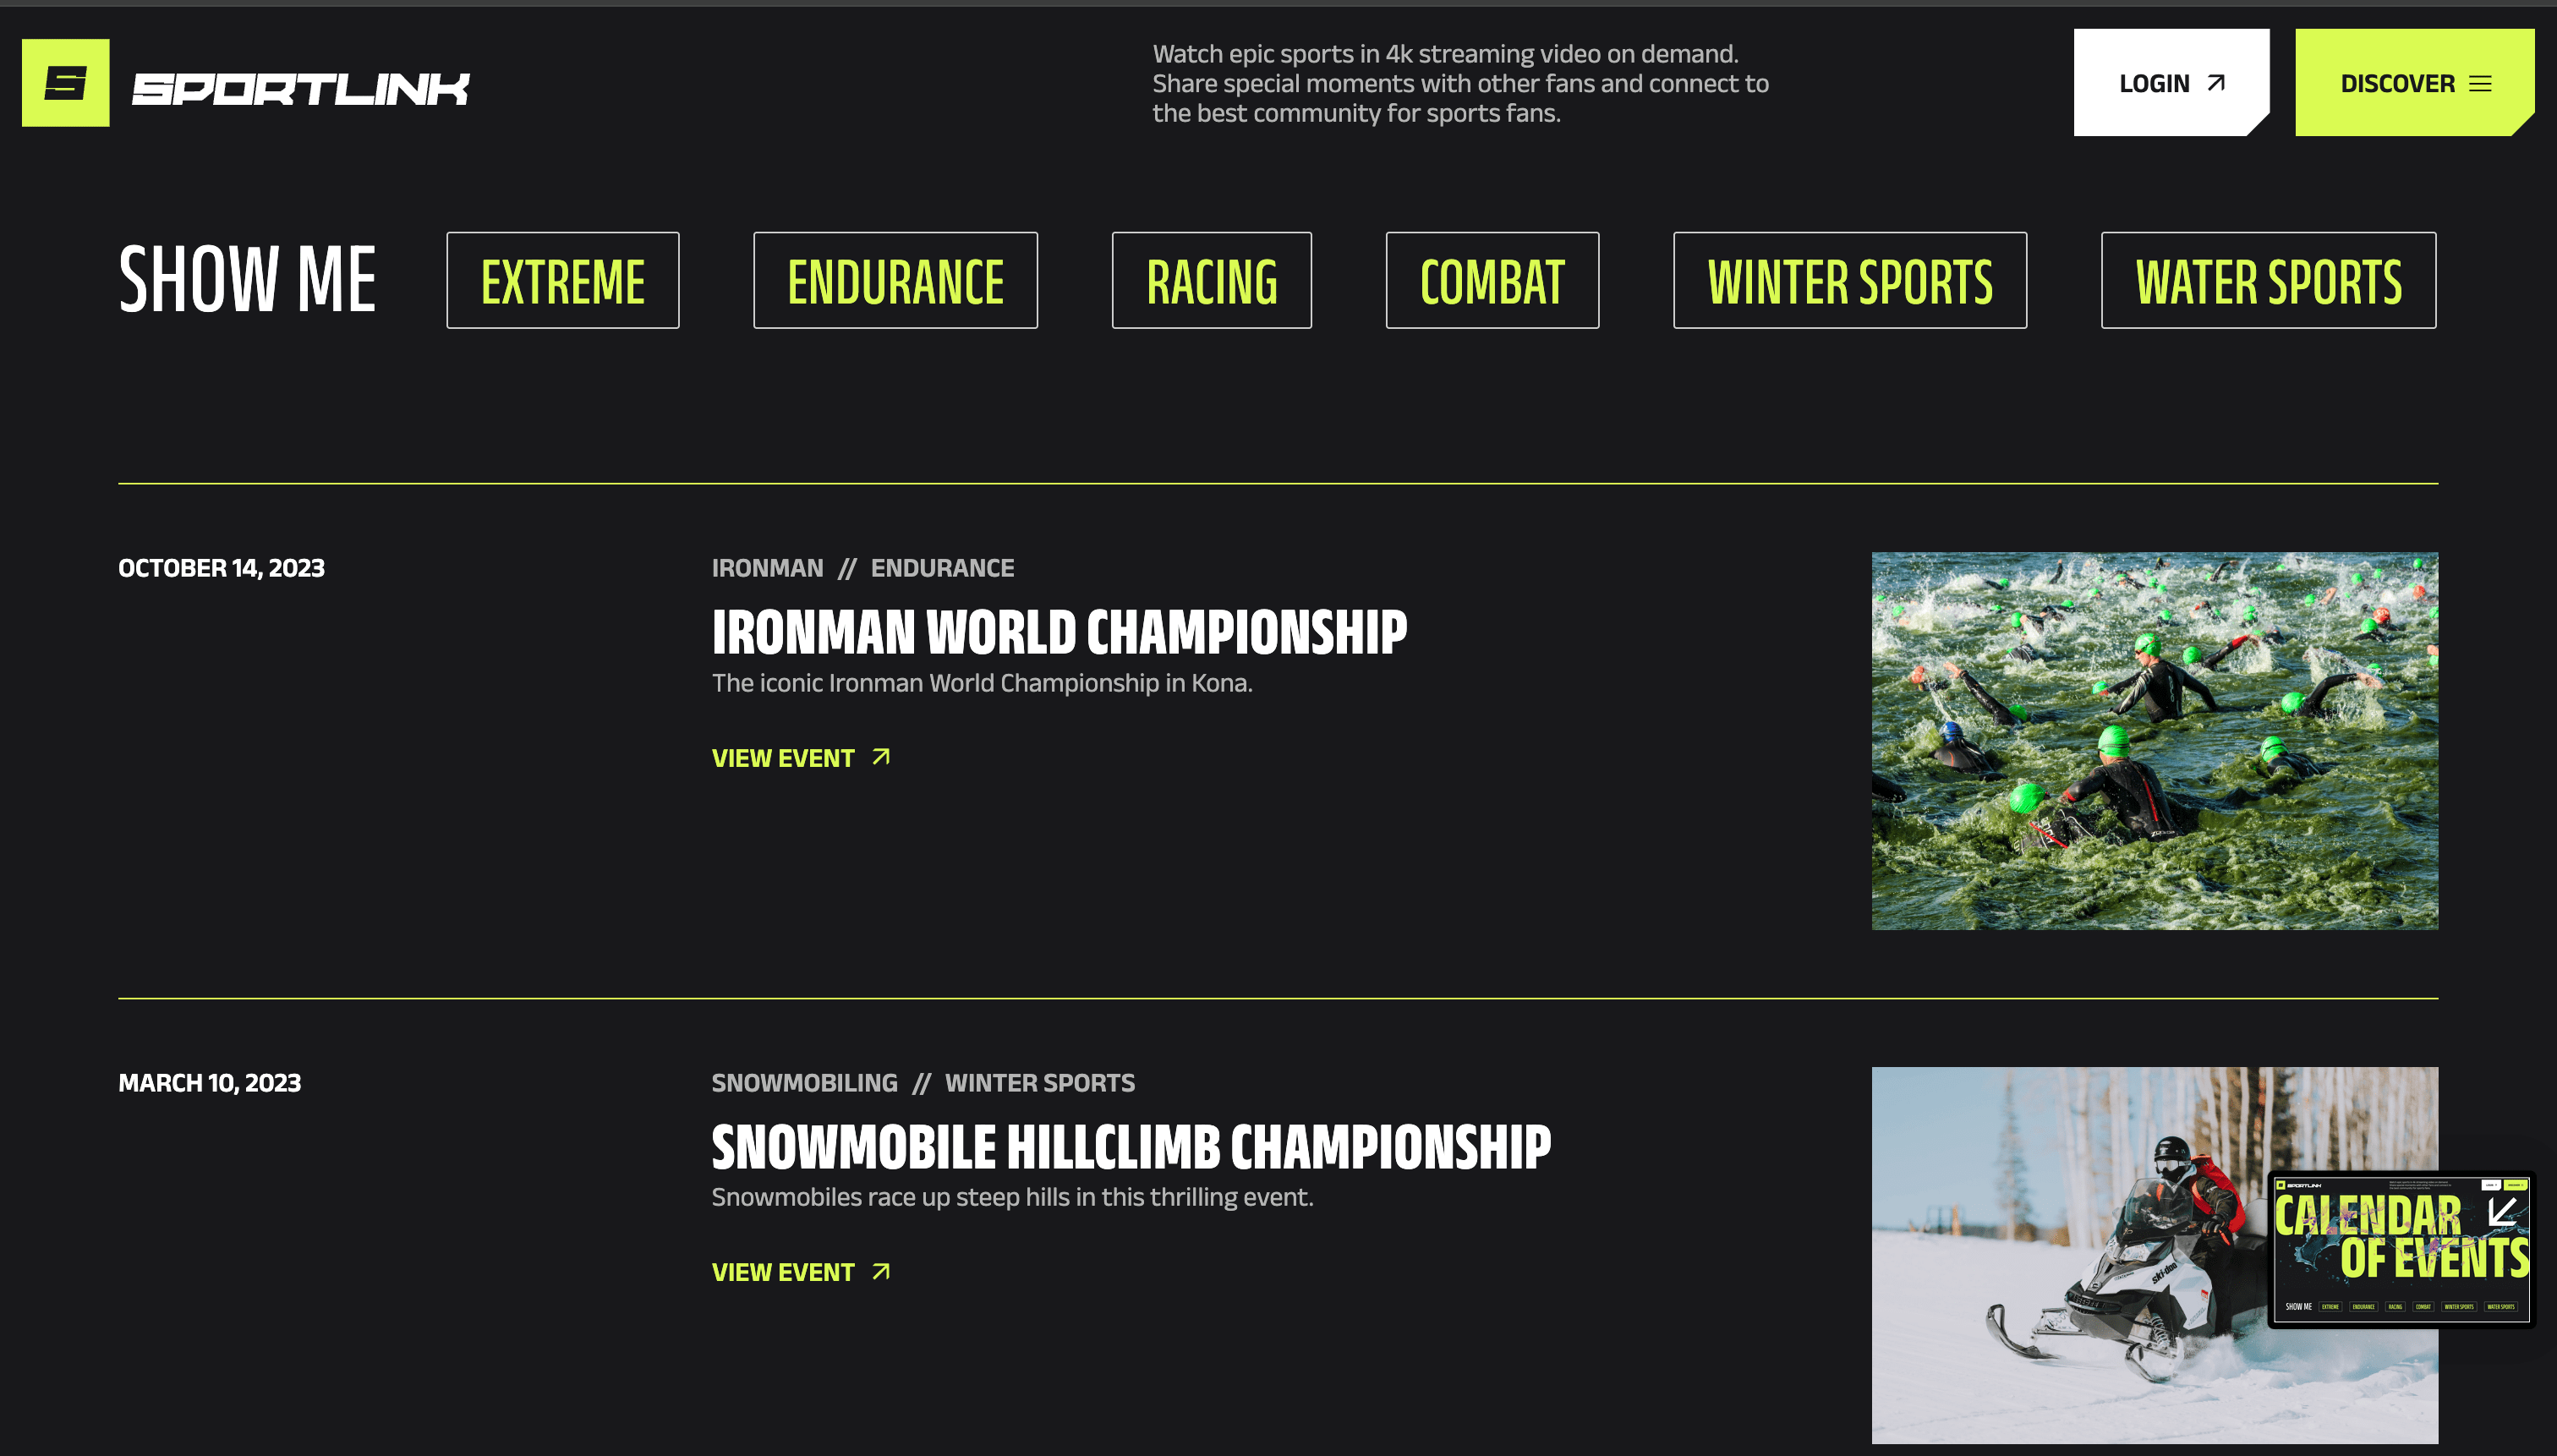 S SPORTLINK
Watch epic sports in 4k streaming video on demand.
Share special moments with other fans and connect to
the best community for sports fans.
LOGIN
DISCOVER
SHOW ME
EXTREME
ENDURANCE
RACING
COMBAT
WINTER SPORTS
WATER SPORTS
OCTOBER 14, 2023
IRONMAN // ENDURANCE
IRONMAN WORLD CHAMPIONSHIP
The iconic Ironman World Championship in Kona.
VIEW EVENT
MARCH 10, 2023
SNOWMOBILING // WINTER SPORTS
SNOWMOBILE HILLCLIMB CHAMPIONSHIP
Snowmobiles race up steep hills in this thrilling event.
VIEW EVENT
ski-doo
SPORTLINK
CALENDAR
OF EVENTS
SHOW ME
EXTREME
ENDURANCE
RACING
COMBAT
WINTER SPORTS
WATER SPORTS